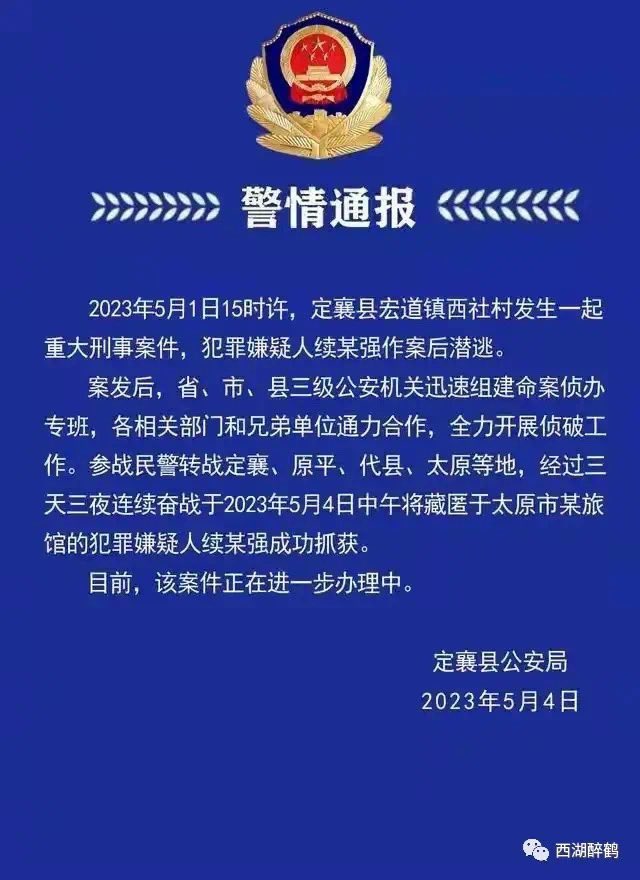 警情通报
2023年5月1日15时许，定襄县宏道镇西社村发生一起
重大刑事案件，犯罪嫌疑人续某强作案后潜逃。
案发后，省、市、县三级公安机关迅速组建命案侦办
专班，各相关部门和兄弟单位通力合作，全力开展侦破工
作。参战民警转战定襄、原平、代县、太原等地，经过三
天三夜连续奋战于2023年5月4日中午将藏匿于太原市某旅
馆的犯罪嫌疑人续某强成功抓获。
目前，该案件正在进一步办理中。
定襄县公安局
2023年5月4日
西湖醉鹤